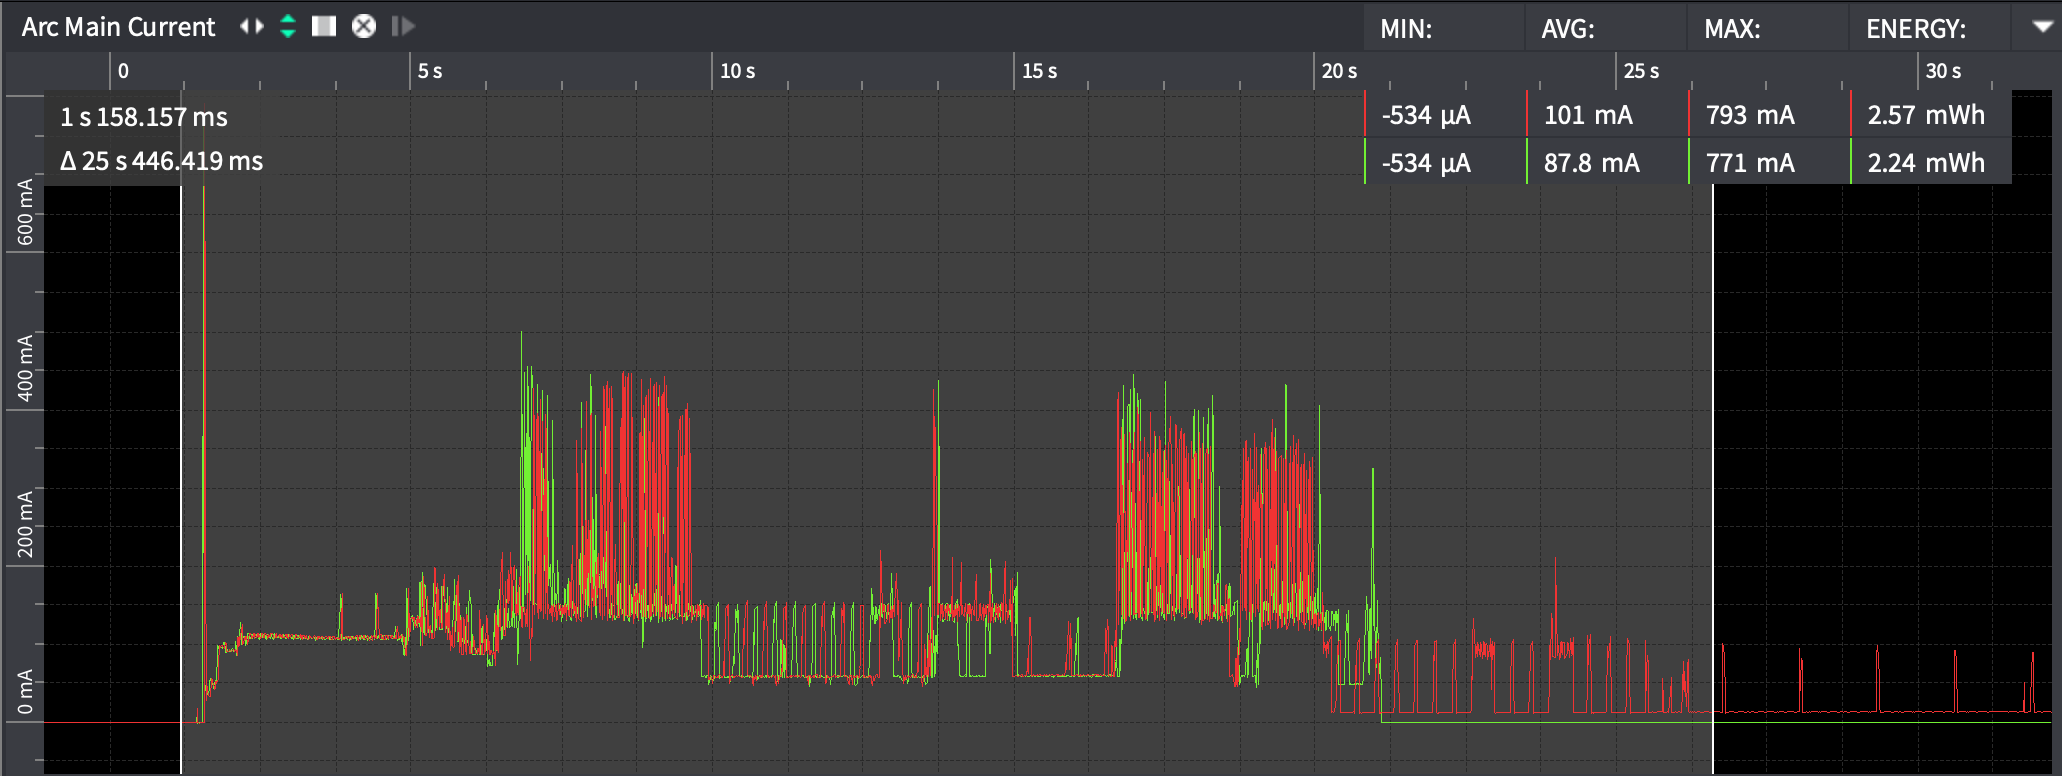 Arc Main Current
MIN: AVG: MAX: ENERGY:
0 5 s 10 s 15 s 20 s 25 s 30 s
1 s 158.157 ms
Δ 25 s 446.419 ms
-534 µA 101 mA 793 mA 2.57 mWh
-534 µA 87.8 mA 771 mA 2.24 mWh
600 mA
400 mA
200 mA
0 mA